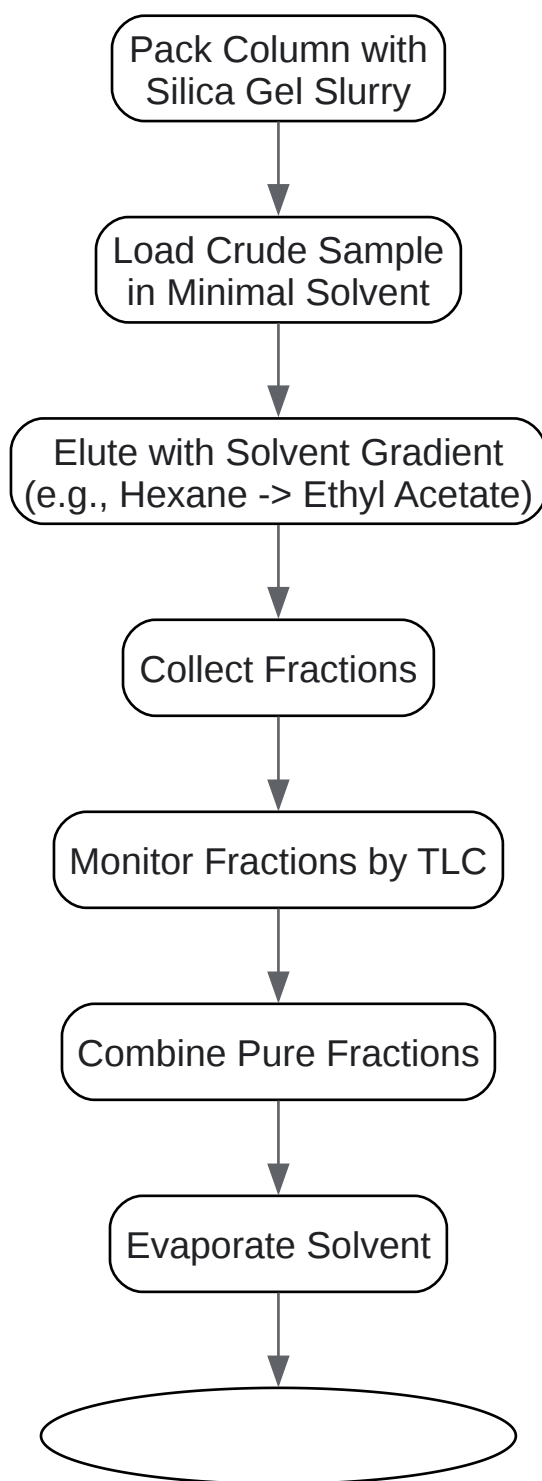 Pack Column with
Silica Gel Slurry
Load Crude Sample
in Minimal Solvent
Elute with Solvent Gradient
(e.g., Hexane -> Ethyl Acetate)
Collect Fractions
Monitor Fractions by TLC
Combine Pure Fractions
Evaporate Solvent